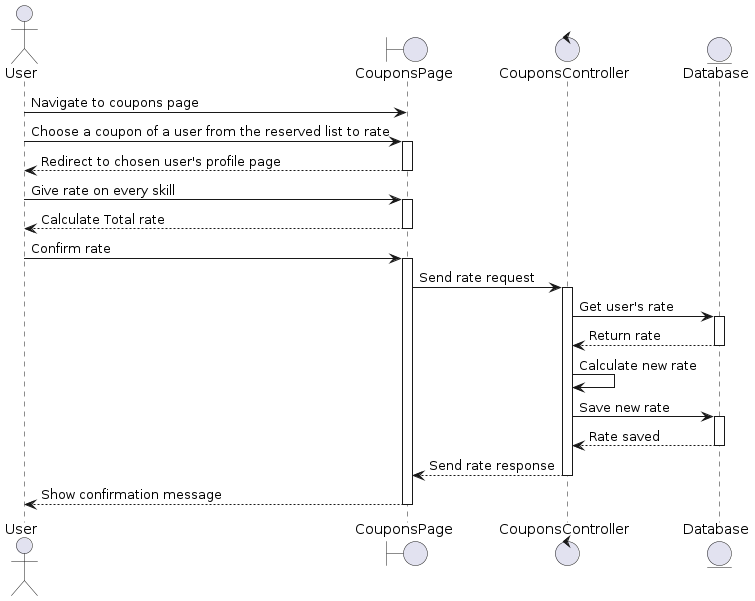 User
CouponsPage
CouponsController
Database
Navigate to coupons page
Choose a coupon of a user from the reserved list to rate
Redirect to chosen user's profile page
Give rate on every skill
Calculate Total rate
Confirm rate
Send rate request
Get user's rate
Return rate
Calculate new rate
Save new rate
Rate saved
Send rate response
Show confirmation message
User
CouponsPage
CouponsController
Database